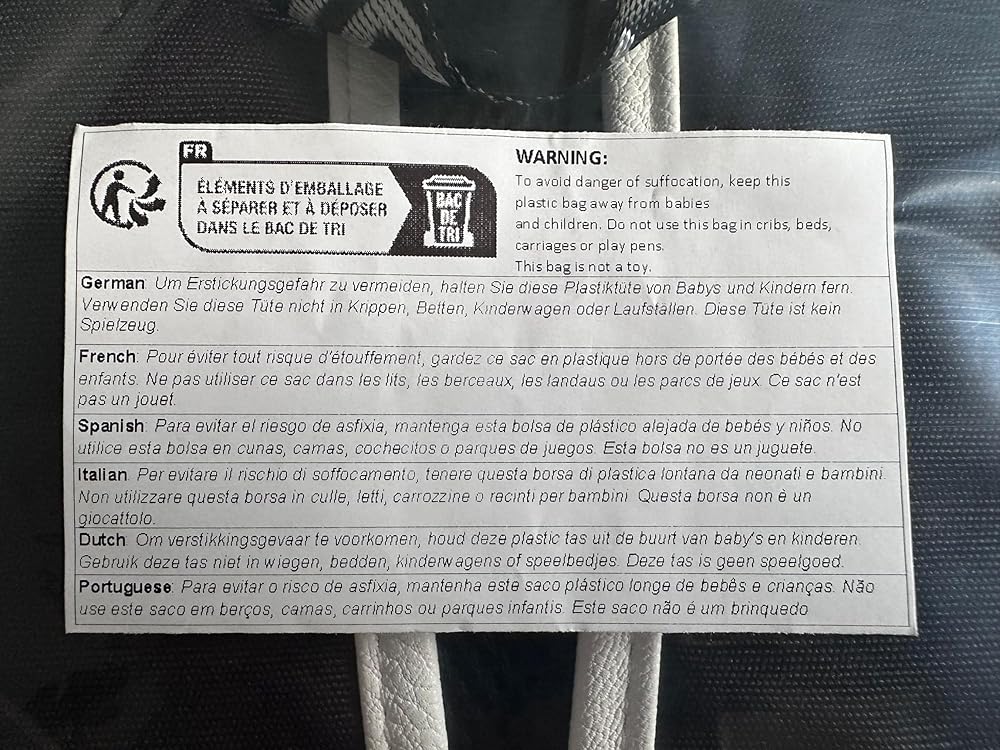 FR
ÉLÉMENTS D'EMBALLAGE
À SÉPARER ET À DÉPOSER
DANS LE BAC DE TRI
BAC
DE
TRI
WARNING:
To avoid danger of suffocation, keep this
plastic bag away from babies
and children. Do not use this bag in cribs, beds,
carriages or play pens.
This bag is not a toy.
German: Um Erstickungsgefahr zu vermeiden, halten Sie diese Plastiktüte von Babys und Kindern fern.
Verwenden Sie diese Tüte nicht in Krippen, Betten, Kinderwagen oder Laufställen. Diese Tüte ist kein
Spielzeug.
French: Pour éviter tout risque d'étouffement, gardez ce sac en plastique hors de portée des bébés et des
enfants. Ne pas utiliser ce sac dans les lits, les berceaux, les landaus ou les parcs de jeux. Ce sac n'est
pas un jouet.
Spanish: Para evitar el riesgo de asfixia, mantenga esta bolsa de plástico alejada de bebés y niños. No
utilice esta bolsa en cunas, camas, cochecitos o parques de juegos. Esta bolsa no es un juguete.
Italian: Per evitare il rischio di soffocamento, tenere questa borsa di plastica lontana da neonati e bambini.
Non utilizzare questa borsa in culle, letti, carrozzine o recinti per bambini. Questa borsa non è un
giocattolo.
Dutch: Om verstikkingsgevaar te voorkomen, houd deze plastic tas uit de buurt van baby's en kinderen.
Gebruik deze tas niet in wiegen, bedden, kinderwagens of speelbedjes. Deze tas is geen speelgoed.
Portuguese: Para evitar o risco de asfixia, mantenha este saco plástico longe de bebês e crianças. Não
use este saco em berços, camas, carrinhos ou parques infantis. Este saco não é um brinquedo